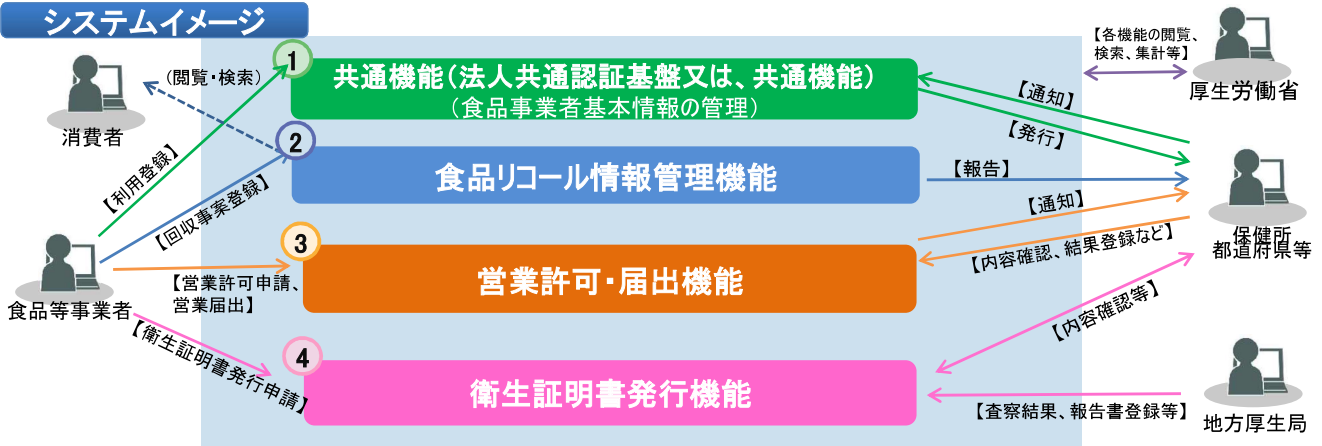 システムイメージ
消費者
(閲覧・検索)
【利用登録】
【回収事案登録】
食品等事業者
【営業許可申請、
営業届出】
【衛生証明書発行申請】
1
共通機能(法人共通認証基盤又は、共通機能)
(食品事業者基本情報の管理)
2
食品リコール情報管理機能
3
営業許可・届出機能
4
衛生証明書発行機能
【各機能の閲覧、
検索、集計等】
厚生労働省
【通知】
【発行】
【報告】
【通知】
【内容確認、結果登録など】
保健所
都道府県等
【内容確認等】
【査察結果、報告書登録等】
地方厚生局